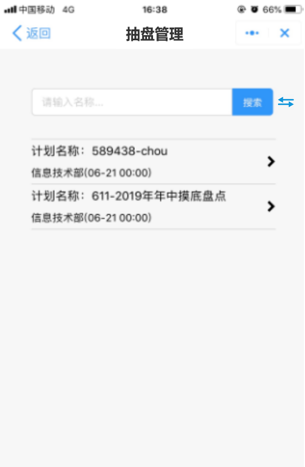 中国移动 4G 16:38 66%
返回 抽盘管理
请输入名称... 搜索
计划名称：589438-chou
信息技术部(06-21 00:00)
计划名称：611-2019年年中摸底盘点
信息技术部(06-21 00:00)